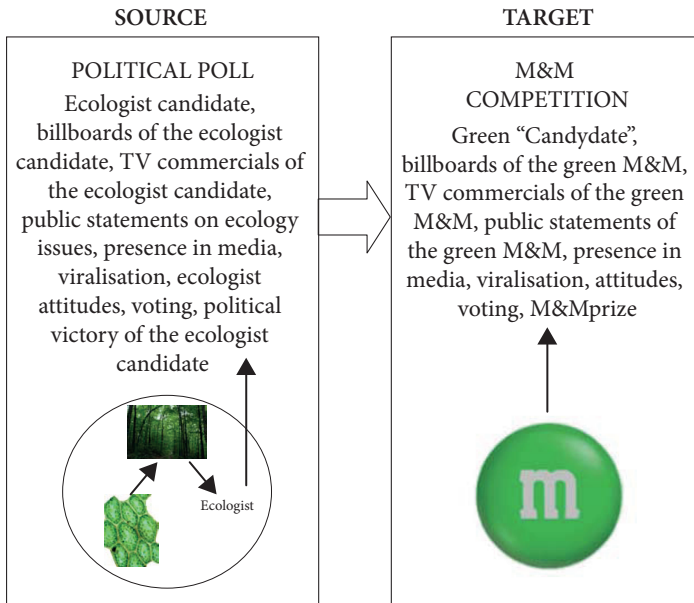 SOURCE
POLITICAL POLL
Ecologist candidate,
billboards of the ecologist
candidate, TV commercials of
the ecologist candidate,
public statements on ecology
issues, presence in media,
viralisation, ecologist
attitudes, voting, political
victory of the ecologist
candidate
Ecologist
TARGET
M&M
COMPETITION
Green “Candydate”,
billboards of the green M&M,
TV commercials of the green
M&M, public statements of
the green M&M, presence in
media, viralisation, attitudes,
voting, M&Mprize
m